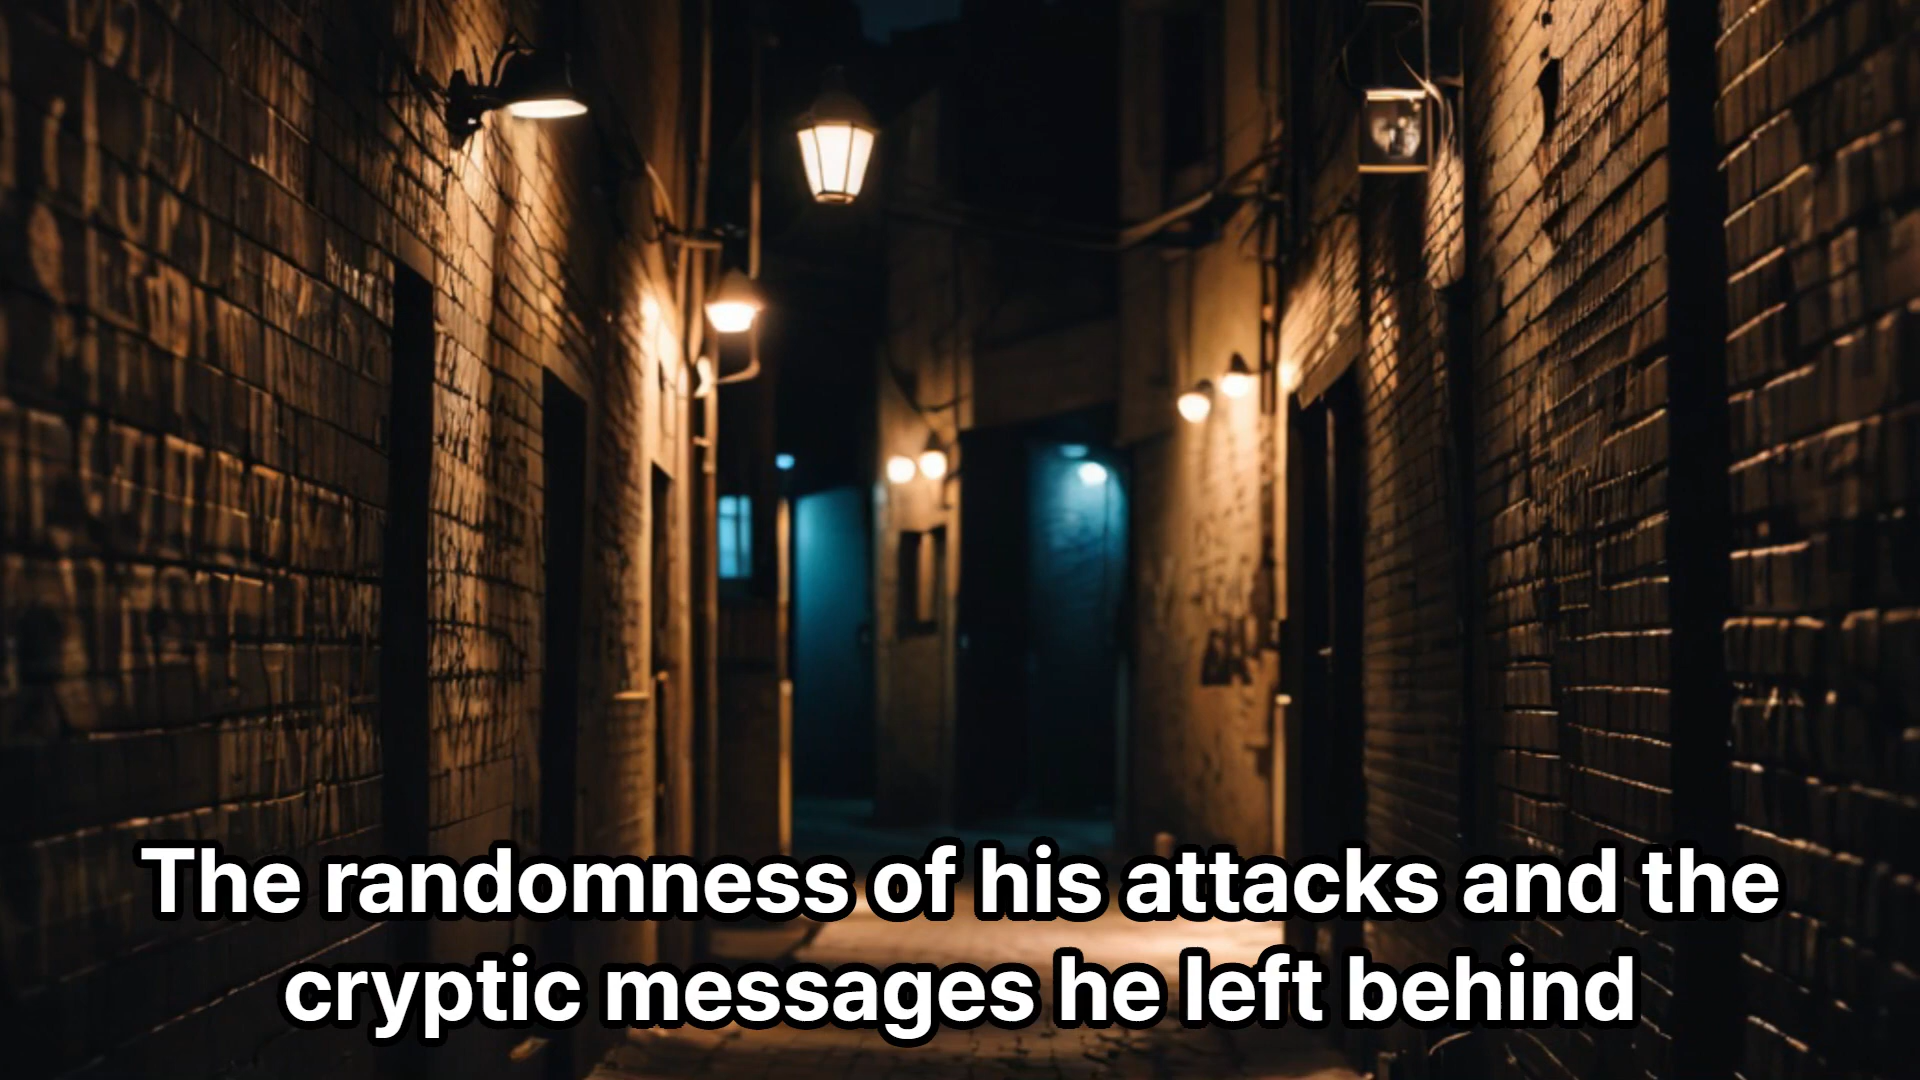 The randomness of his attacks and the
cryptic messages he left behind